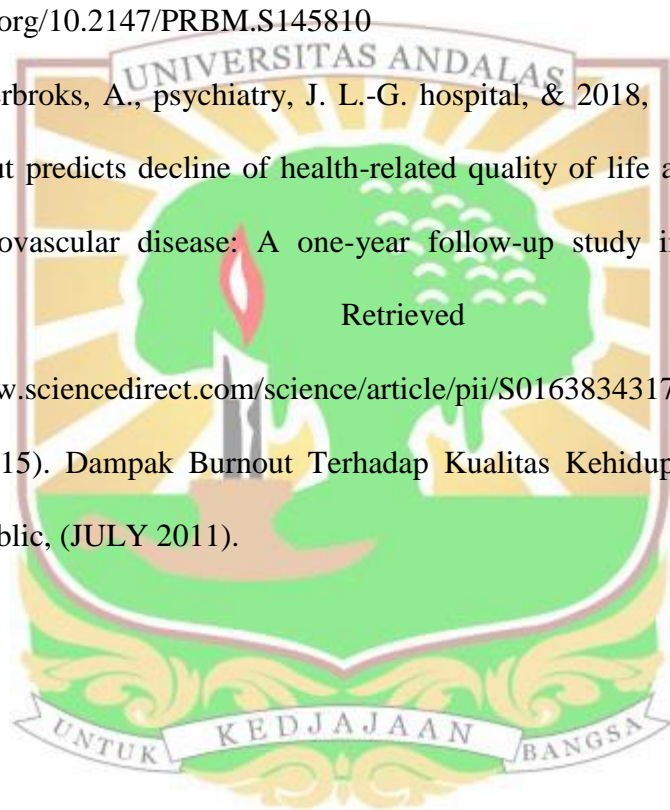 org/10.2147/PRBM.S145810
UNIVERSITAS ANDALAS
erbroks, A., psychiatry, J. L.-G. hospital, & 2018,
ut predicts decline of health-related quality of life a
ovascular disease: A one-year follow-up study i
Retrieved
w.sciencedirect.com/science/article/pii/S0163834317
15). Dampak Burnout Terhadap Kualitas Kehidup
blic, (JULY 2011).
UNTUK KEDJAJAAN BANGSA